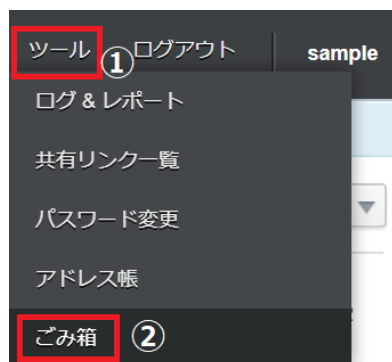 ツール ① ログアウト sample
ログ & レポート
共有リンク一覧
パスワード変更
アドレス帳
ごみ箱 ②